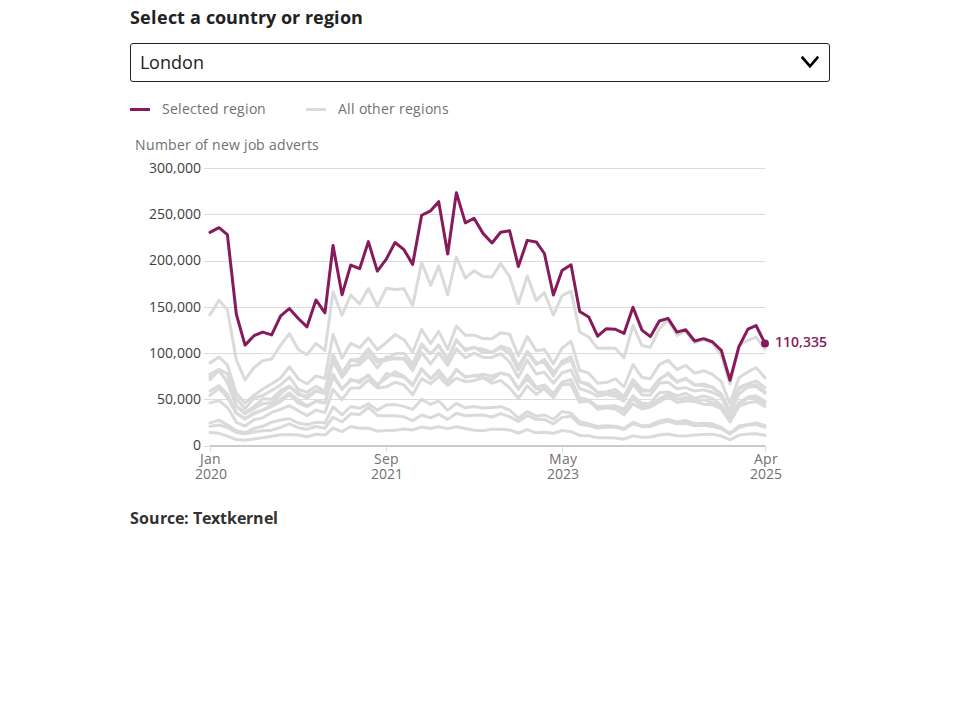 Select a country or region
London
Selected region
All other regions
Number of new job adverts
300,000
250,000
200,000
150,000
100,000
50,000
0
110,335
Jan
2020
Sep
2021
May
2023
Apr
2025
Source: Textkernel